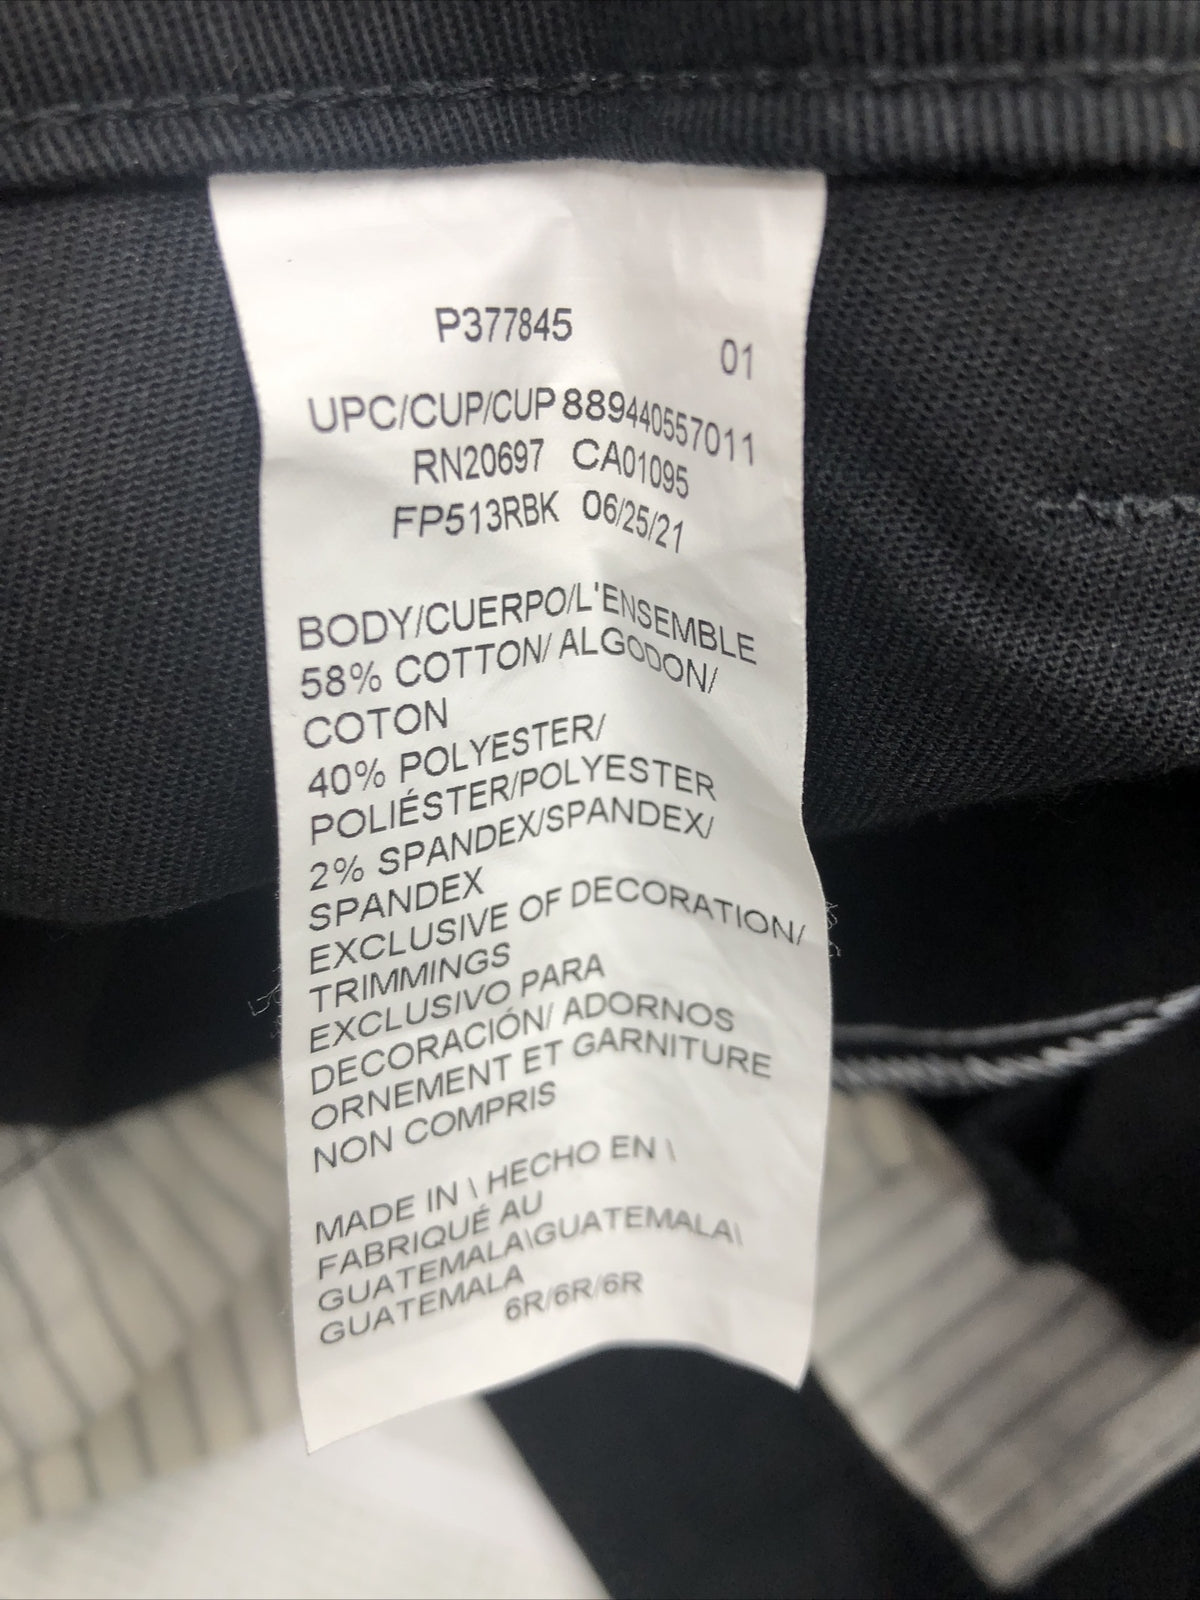 P377845
01
UPC/CUP/CUP 889440557011
RN20697 CA01095
FP513RBK 06/25/21
BODY/CUERPO/L'ENSEMBLE
58% COTTON/ ALGODON/
COTON
40% POLYESTER/
POLIÉSTER/POLYESTER
2% SPANDEX/SPANDEX/
SPANDEX
EXCLUSIVE OF DECORATION/
TRIMMINGS
EXCLUSIVO PARA
DECORACIÓN/ ADORNOS
ORNEMENT ET GARNITURE
NON COMPRIS
MADE IN \ HECHO EN \
FABRIQUÉ AU
GUATEMALA\GUATEMALA\
GUATEMALA
6R/6R/6R